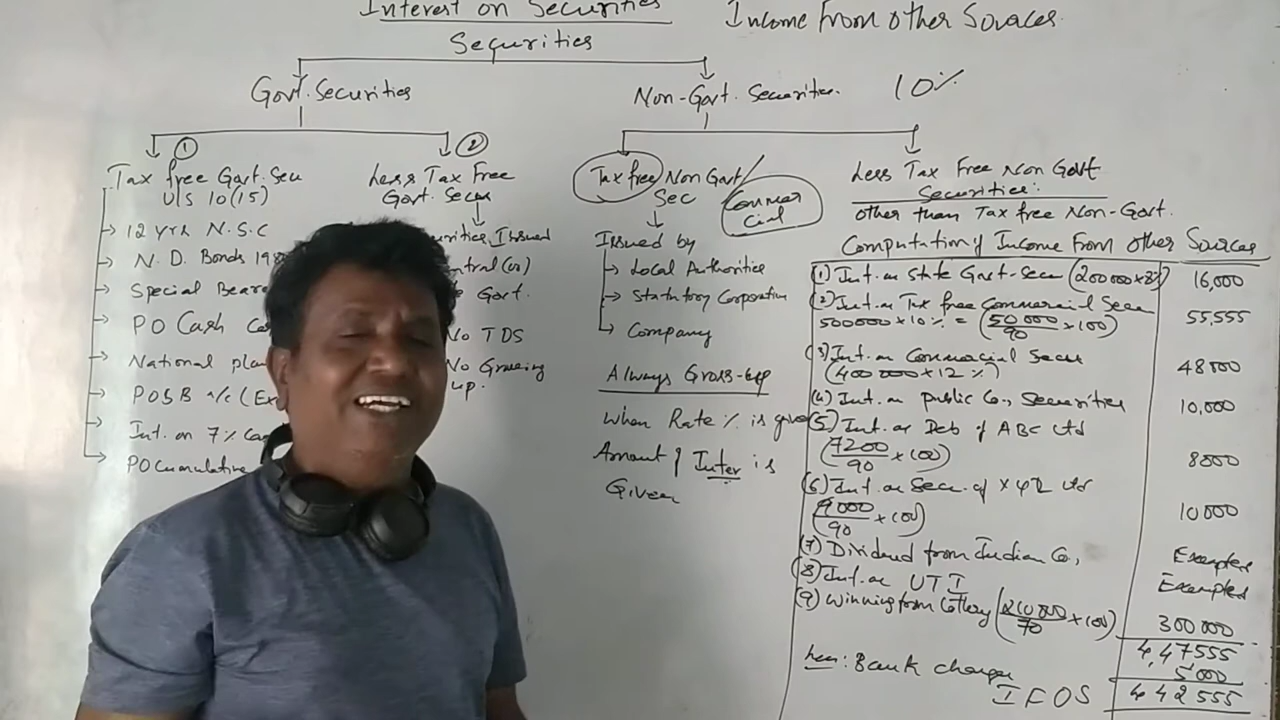 Interest on Securities
Income from Other Sources
Securities
Govt. Securities
Non-Govt. Securities.
10%
①
Tax free Govt. Sec
U/S 10(15)
→ 12 yrs N.S.C
→ N. D. Bonds 198
→ Special Beare
→ PO Cash
→ National plan
→ POSB a/c (Ex
→ Int. on 7%
→ PO Cumulative
②
Less Tax Free
Govt. Secu
urities Issued
ntral (or)
Govt.
No TDS
No Grossing
up.
Tax free Non Govt/
Sec
Commercial
Issued by
→ Local Authorities
→ Statutory Corporation
→ Company
Always Gross-up
When Rate % is given
Amount of Inter is
Given
Less Tax Free Non Govt
Securities:
Other than Tax free Non-Govt.
Computation of Income From Other Sources
(1) Int. on State Govt-Secu (200000×8%) 16,000
(2) Int. on Tax free Commercial Secu
500000×10% = (50000/90 ×100) 55,555
(3) Int. on Commercial Secu
(400000×12%) 48000
(4) Int. on public Co., Securities 10,000
(5) Int. on Deb of ABC Ltd
(7200/90 ×100) 8000
(6) Int. on Secu. of XYZ Ltd
(9000/90 ×100) 10000
(7) Dividend from Indian Co., Exempted
(8) Int. on UTI Exempted
(9) Winning from Lottery (210000/70 ×100) 300000
4,47555
Less: Bank charges 5000
IFOS 442555